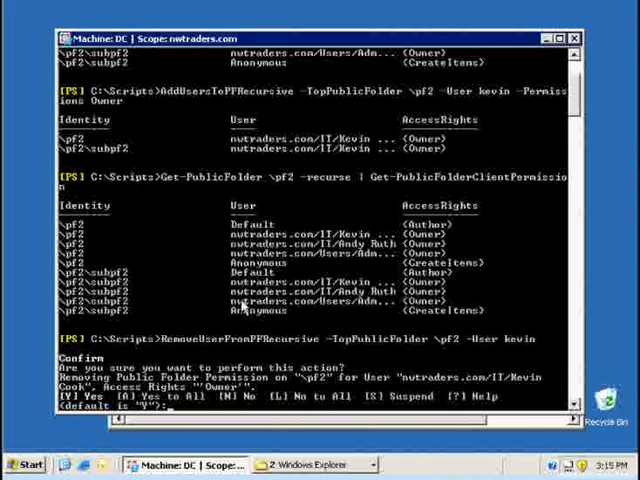 Machine: DC | Scope: nwtraders.com
\pf2\subpf2 nwtraders.com/Users/Adm... {Owner}
\pf2\subpf2 Anonymous {CreateItems}
[PS] C:\Scripts>AddUsersToPFRecursive -TopPublicFolder \pf2 -User kevin -Permiss
ions Owner
Identity User AccessRights
\pf2 nwtraders.com/IT/Kevin ... {Owner}
\pf2\subpf2 nwtraders.com/IT/Kevin ... {Owner}
[PS] C:\Scripts>Get-PublicFolder \pf2 -recurse | Get-PublicFolderClientPermissio
n
Identity User AccessRights
\pf2 Default {Author}
\pf2 nwtraders.com/IT/Kevin ... {Owner}
\pf2 nwtraders.com/IT/Andy Ruth {Owner}
\pf2 nwtraders.com/Users/Adm... {Owner}
\pf2 Anonymous {CreateItems}
\pf2\subpf2 Default {Author}
\pf2\subpf2 nwtraders.com/IT/Kevin ... {Owner}
\pf2\subpf2 nwtraders.com/IT/Andy Ruth {Owner}
\pf2\subpf2 nwtraders.com/Users/Adm... {Owner}
\pf2\subpf2 Anonymous {CreateItems}
[PS] C:\Scripts>RemoveUserFromPFRecursive -TopPublicFolder \pf2 -User kevin
Confirm
Are you sure you want to perform this action?
Removing Public Folder Permission on "\pf2" for User "nwtraders.com/IT/Kevin
Cook", Access Rights "'Owner'".
[Y] Yes [A] Yes to All [N] No [L] No to All [S] Suspend [?] Help
(default is "Y"):_
Recycle Bin
Start
Machine: DC | Scope:...
2 Windows Explorer
3:15 PM